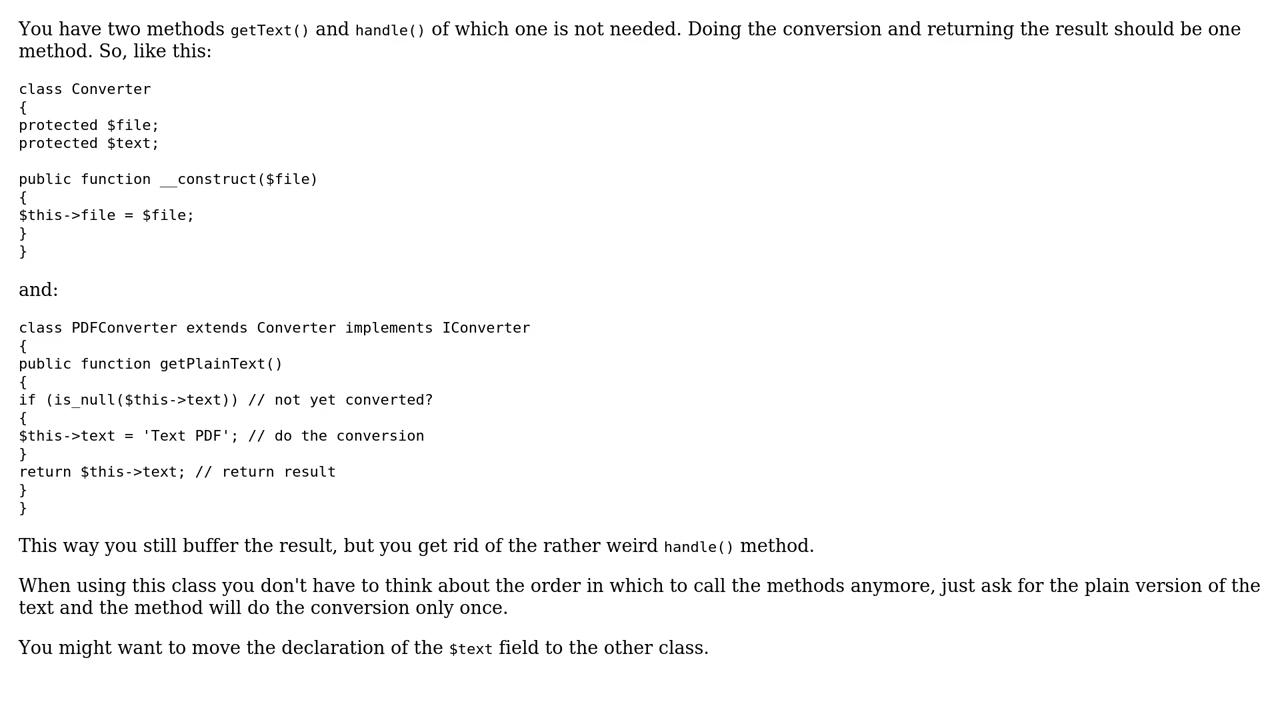 You have two methods getText() and handle() of which one is not needed. Doing the conversion and returning the result should be one
method. So, like this:
class Converter
{
protected $file;
protected $text;
public function __construct($file)
{
$this->file = $file;
}
}
and:
class PDFConverter extends Converter implements IConverter
{
public function getPlainText()
{
if (is_null($this->text)) // not yet converted?
{
$this->text = 'Text PDF'; // do the conversion
}
return $this->text; // return result
}
}
This way you still buffer the result, but you get rid of the rather weird handle() method.
When using this class you don't have to think about the order in which to call the methods anymore, just ask for the plain version of the
text and the method will do the conversion only once.
You might want to move the declaration of the $text field to the other class.